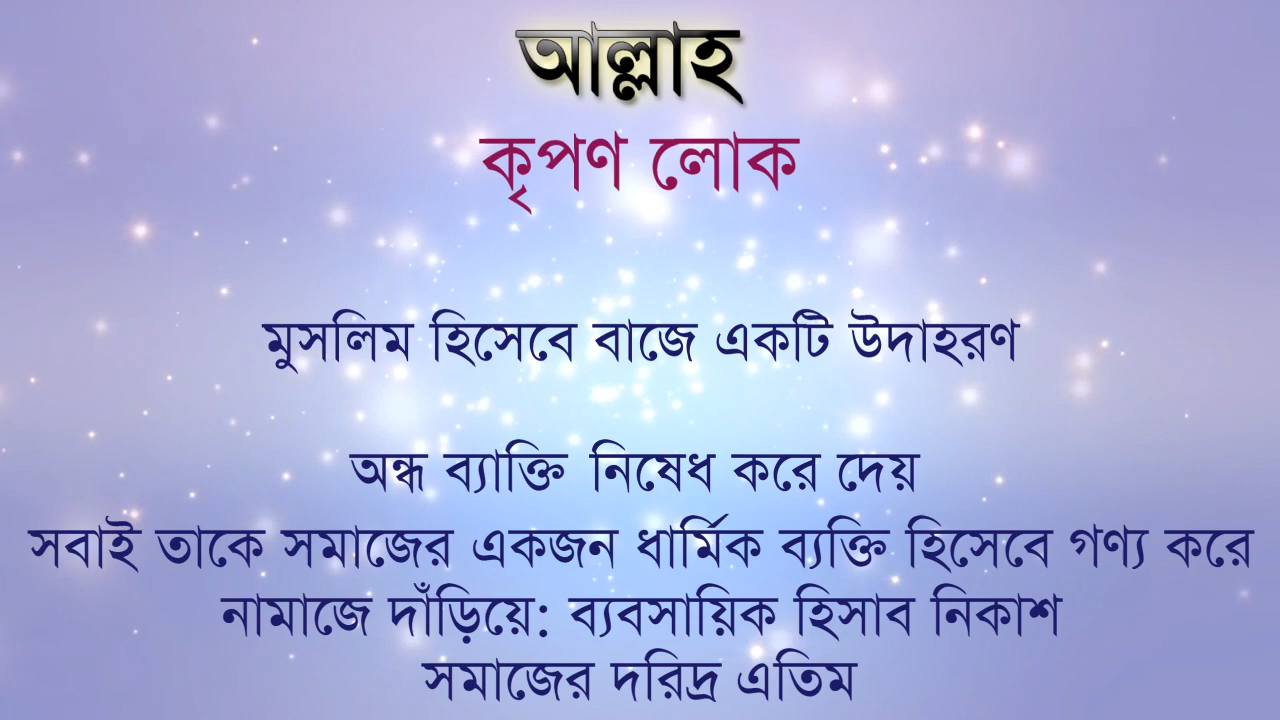 আল্লাহ
কৃপণ লোক
মুসলিম হিসেবে বাজে একটি উদাহরণ
অন্ধ ব্যাক্তি নিষেধ করে দেয়
সবাই তাকে সমাজের একজন ধার্মিক ব্যক্তি হিসেবে গণ্য করে
নামাজে দাঁড়িয়ে: ব্যবসায়িক হিসাব নিকাশ
সমাজের দরিদ্র এতিম